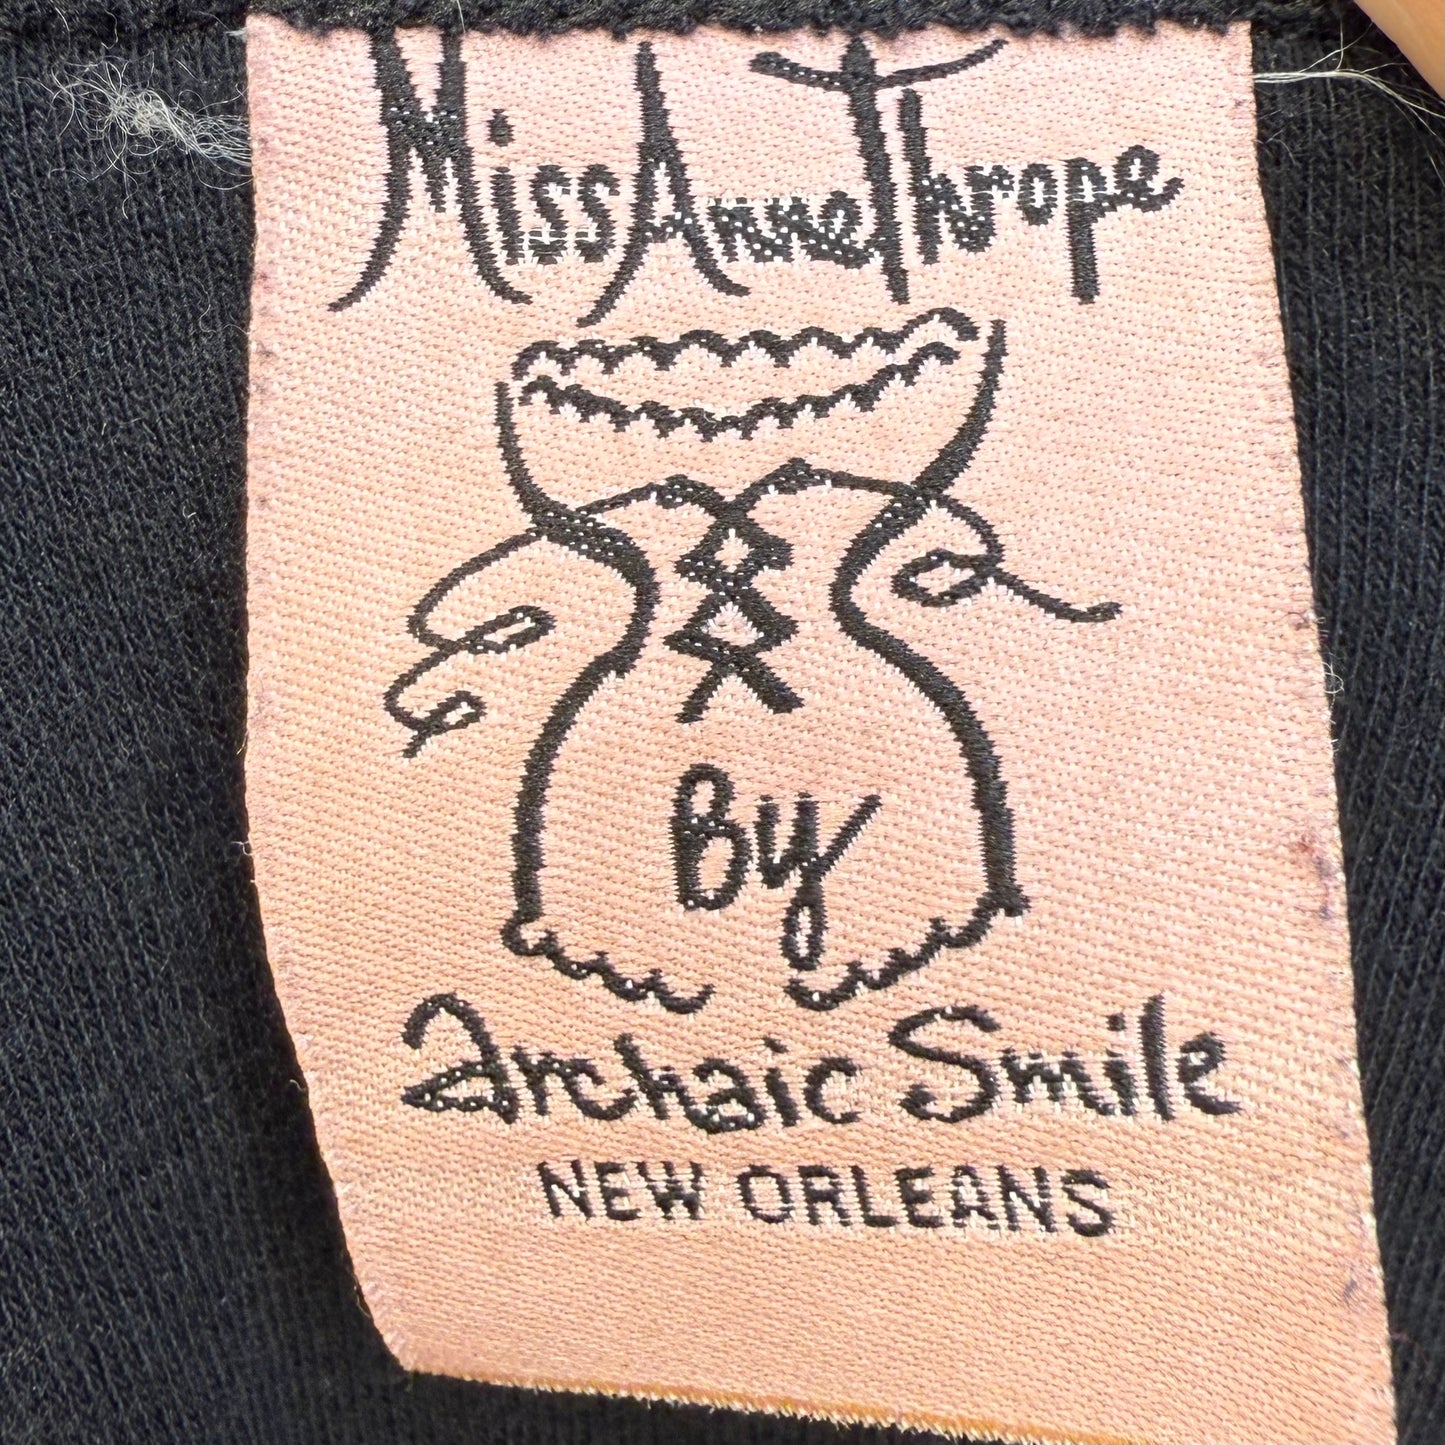 MissAnneThrope
By
Archaic Smile
NEW ORLEANS